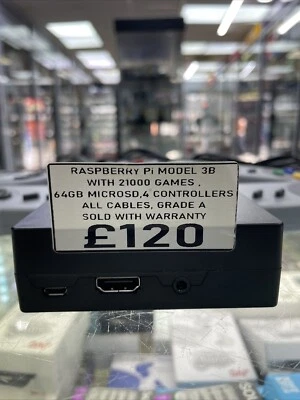 RASPBERRY Pi MODEL 3B
WITH 21000 GAMES ,
64GB MICROSD,4 CONTROLLERS
ALL CABLES, GRADE A
SOLD WITH WARRANTY
£120